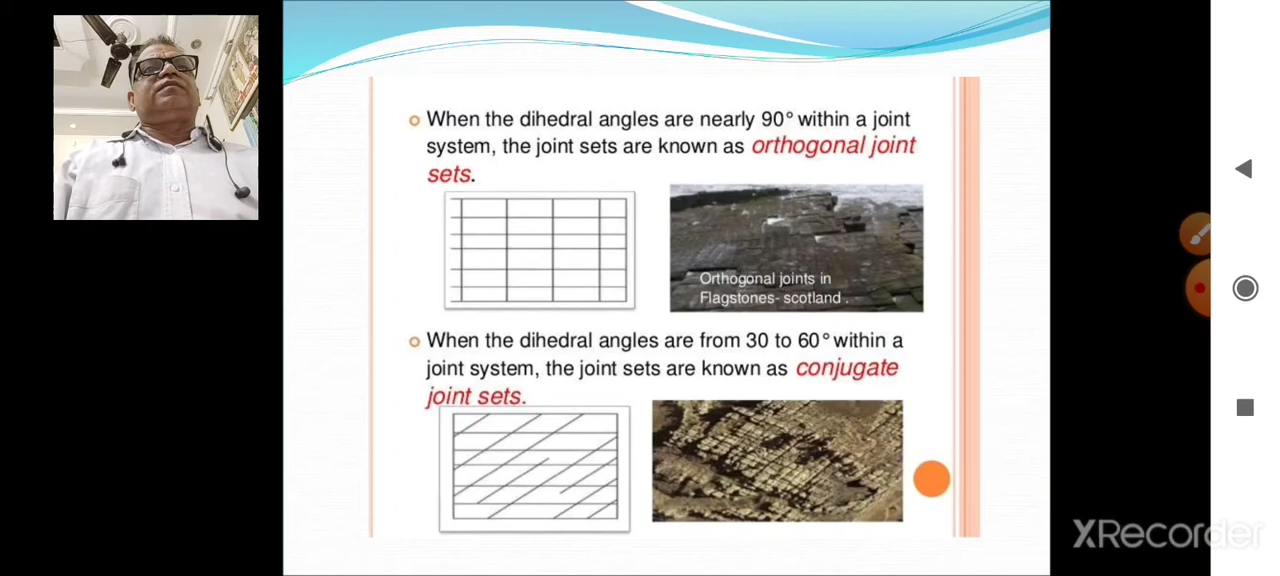 When the dihedral angles are nearly 90° within a joint
system, the joint sets are known as orthogonal joint
sets.
Orthogonal joints in
Flagstones- scotland .
When the dihedral angles are from 30 to 60° within a
joint system, the joint sets are known as conjugate
joint sets.
XRecorder